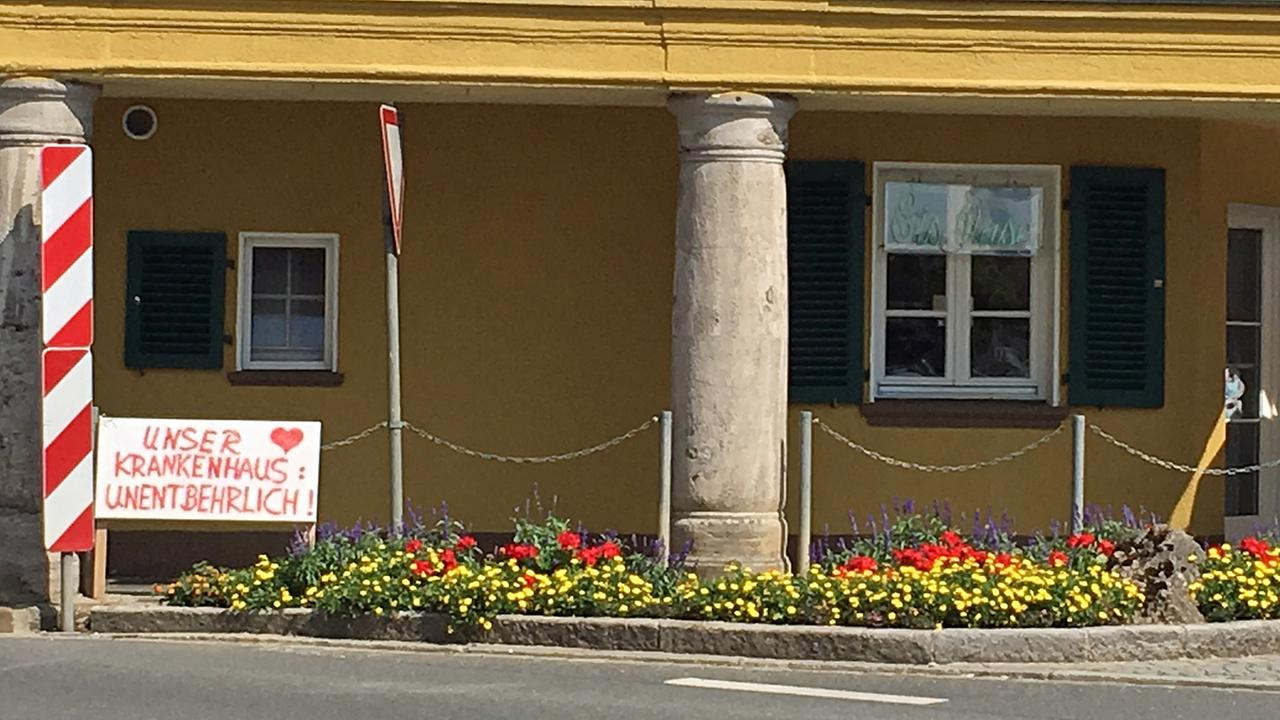 UNSER ♥
KRANKENHAUS :
UNENTBEHRLICH !